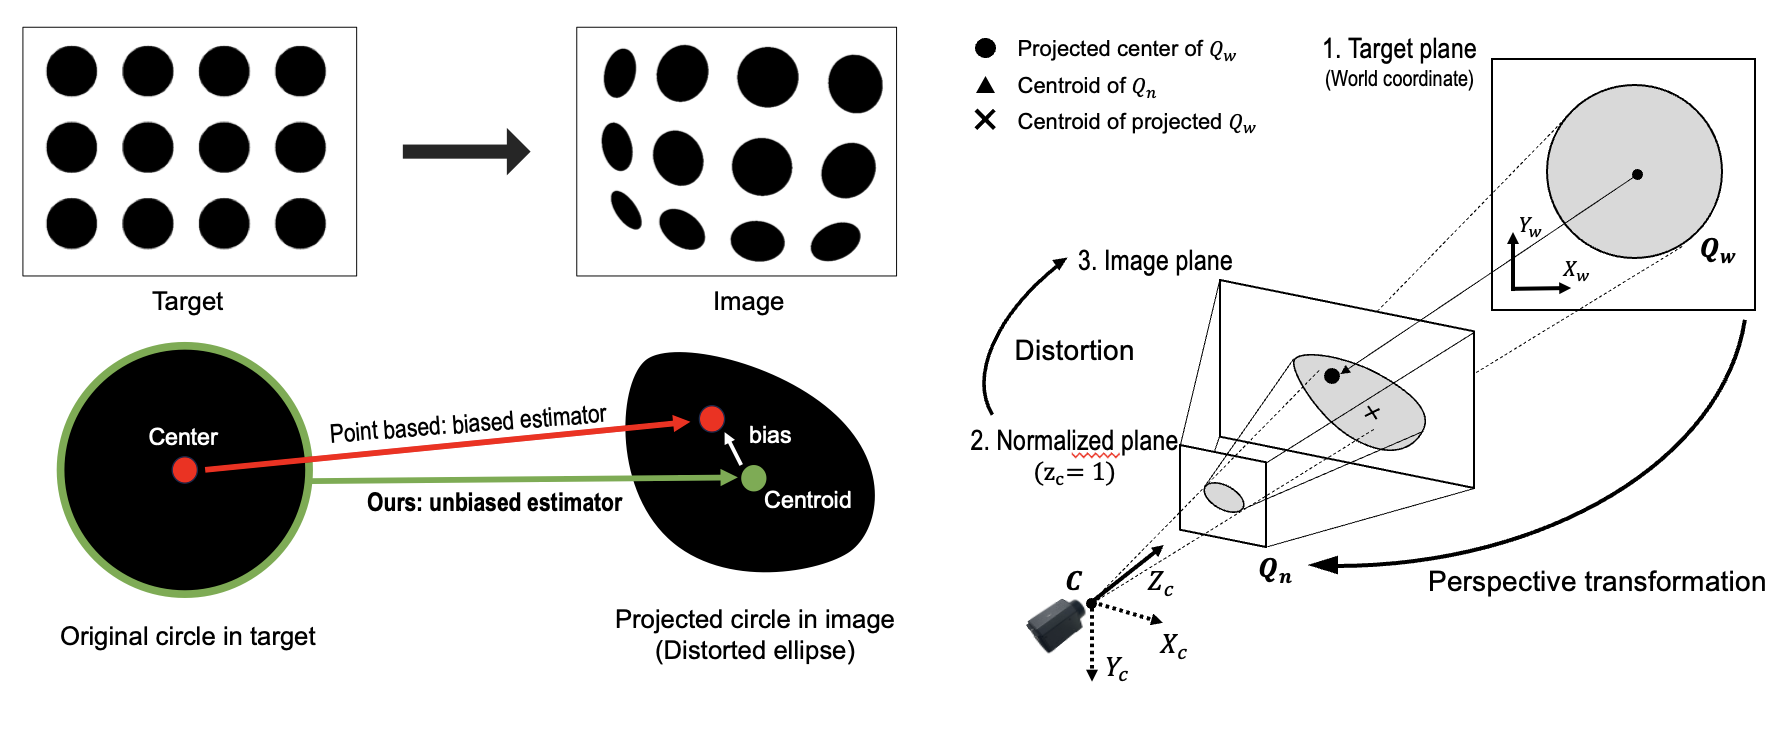 Target
Image
Center
Point based: biased estimator
bias
Ours: unbiased estimator
Centroid
Original circle in target
Projected circle in image
(Distorted ellipse)
Projected center of Q_w
Centroid of Q_n
Centroid of projected Q_w
1. Target plane
(World coordinate)
Y_w
X_w
Q_w
3. Image plane
Distortion
2. Normalized plane
(z_c= 1)
Q_n
C
Z_c
X_c
Y_c
Perspective transformation